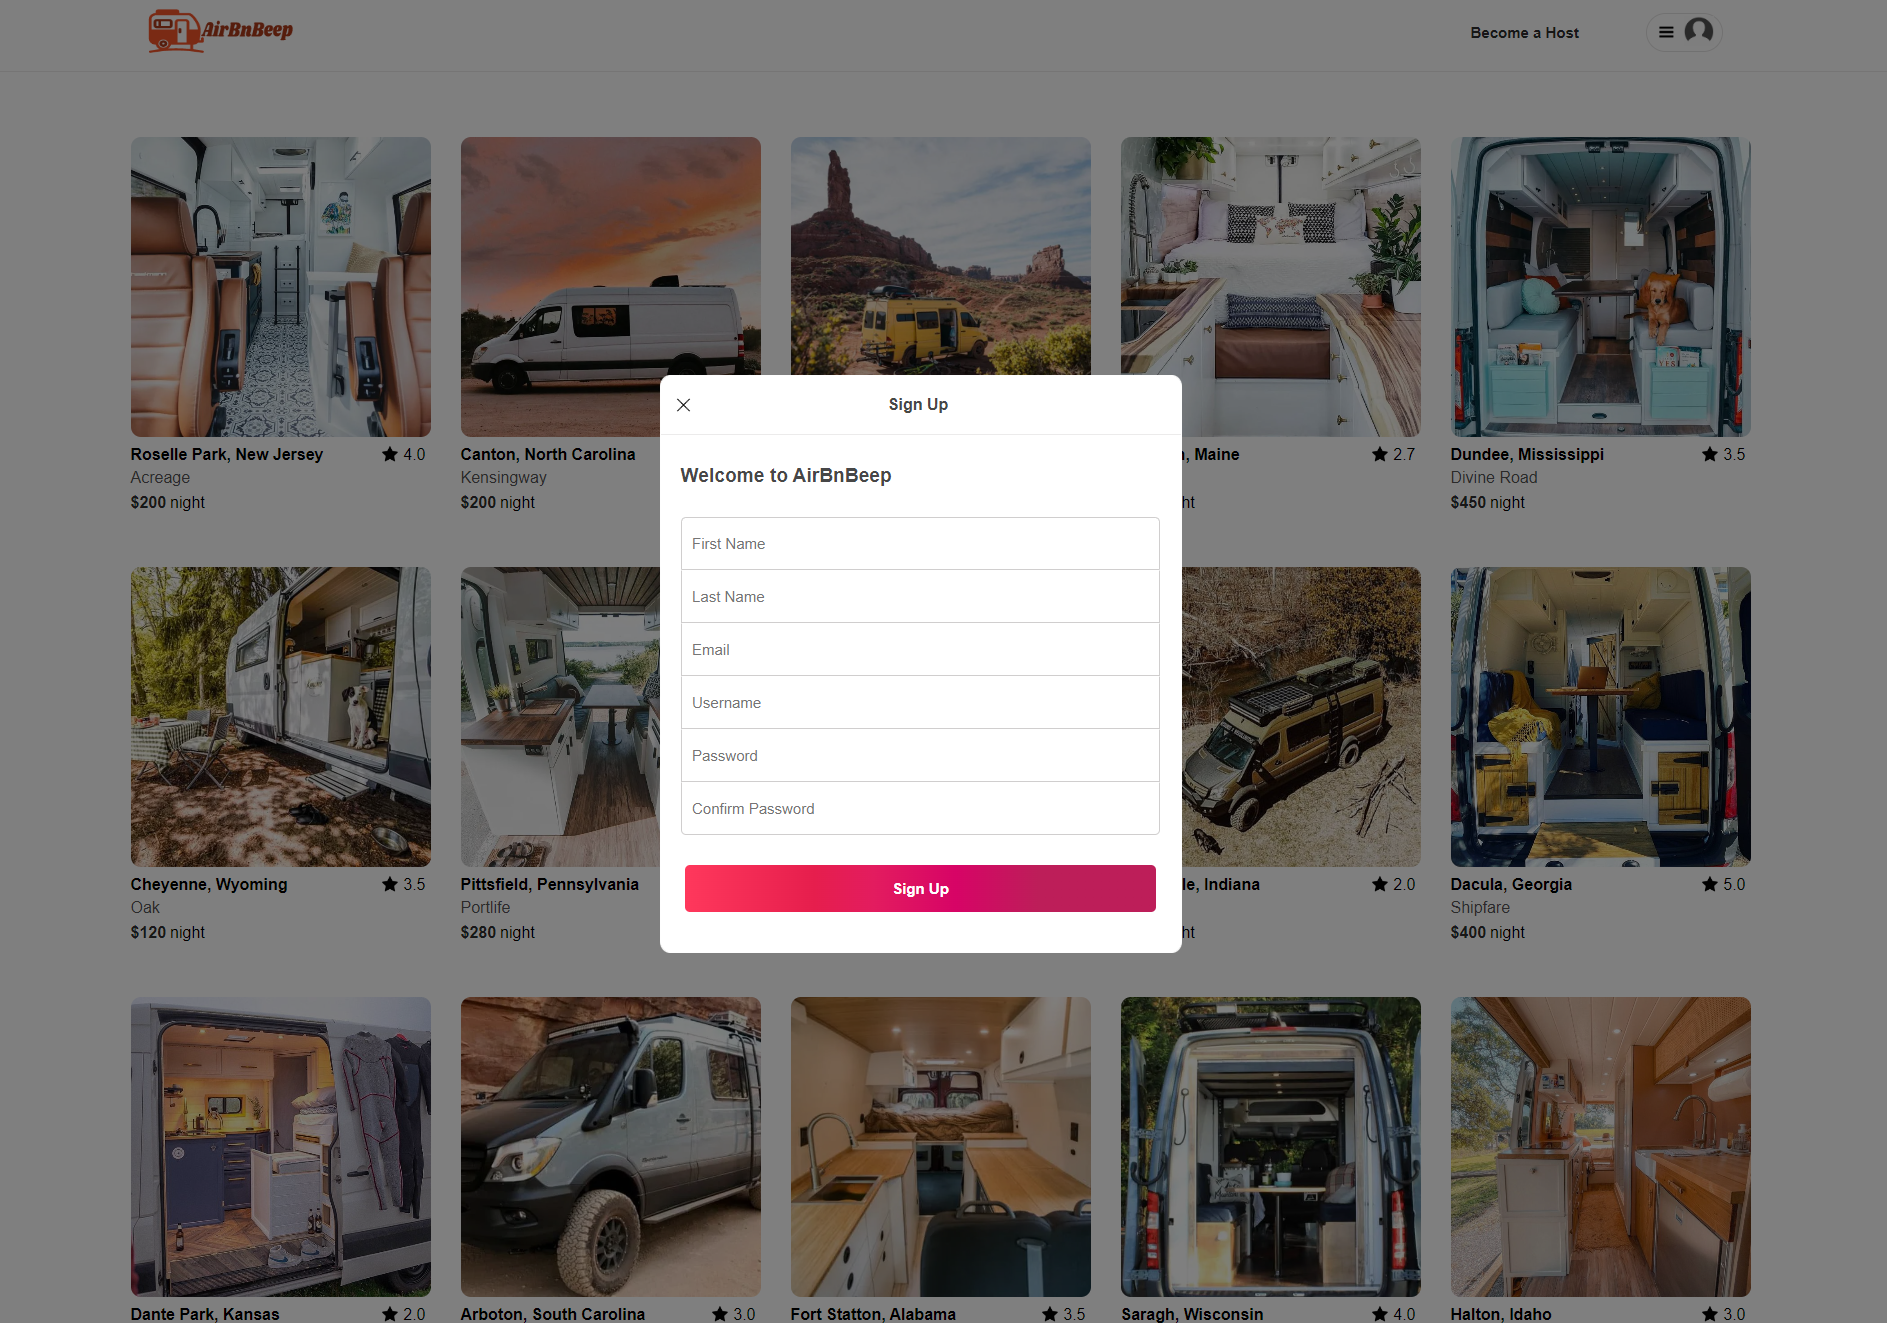 AirBnBeep
Become a Host
Sign Up
Welcome to AirBnBeep
First Name
Last Name
Email
Username
Password
Confirm Password
Sign Up
Roselle Park, New Jersey 4.0
Acreage
$200 night
Canton, North Carolina
Kensingway
$200 night
, Maine 2.7
ht
Dundee, Mississippi 3.5
Divine Road
$450 night
Cheyenne, Wyoming 3.5
Oak
$120 night
Pittsfield, Pennsylvania
Portlife
$280 night
le, Indiana 2.0
ht
Dacula, Georgia 5.0
Shipfare
$400 night
Dante Park, Kansas 2.0
Arboton, South Carolina 3.0
Fort Statton, Alabama 3.5
Saragh, Wisconsin 4.0
Halton, Idaho 3.0